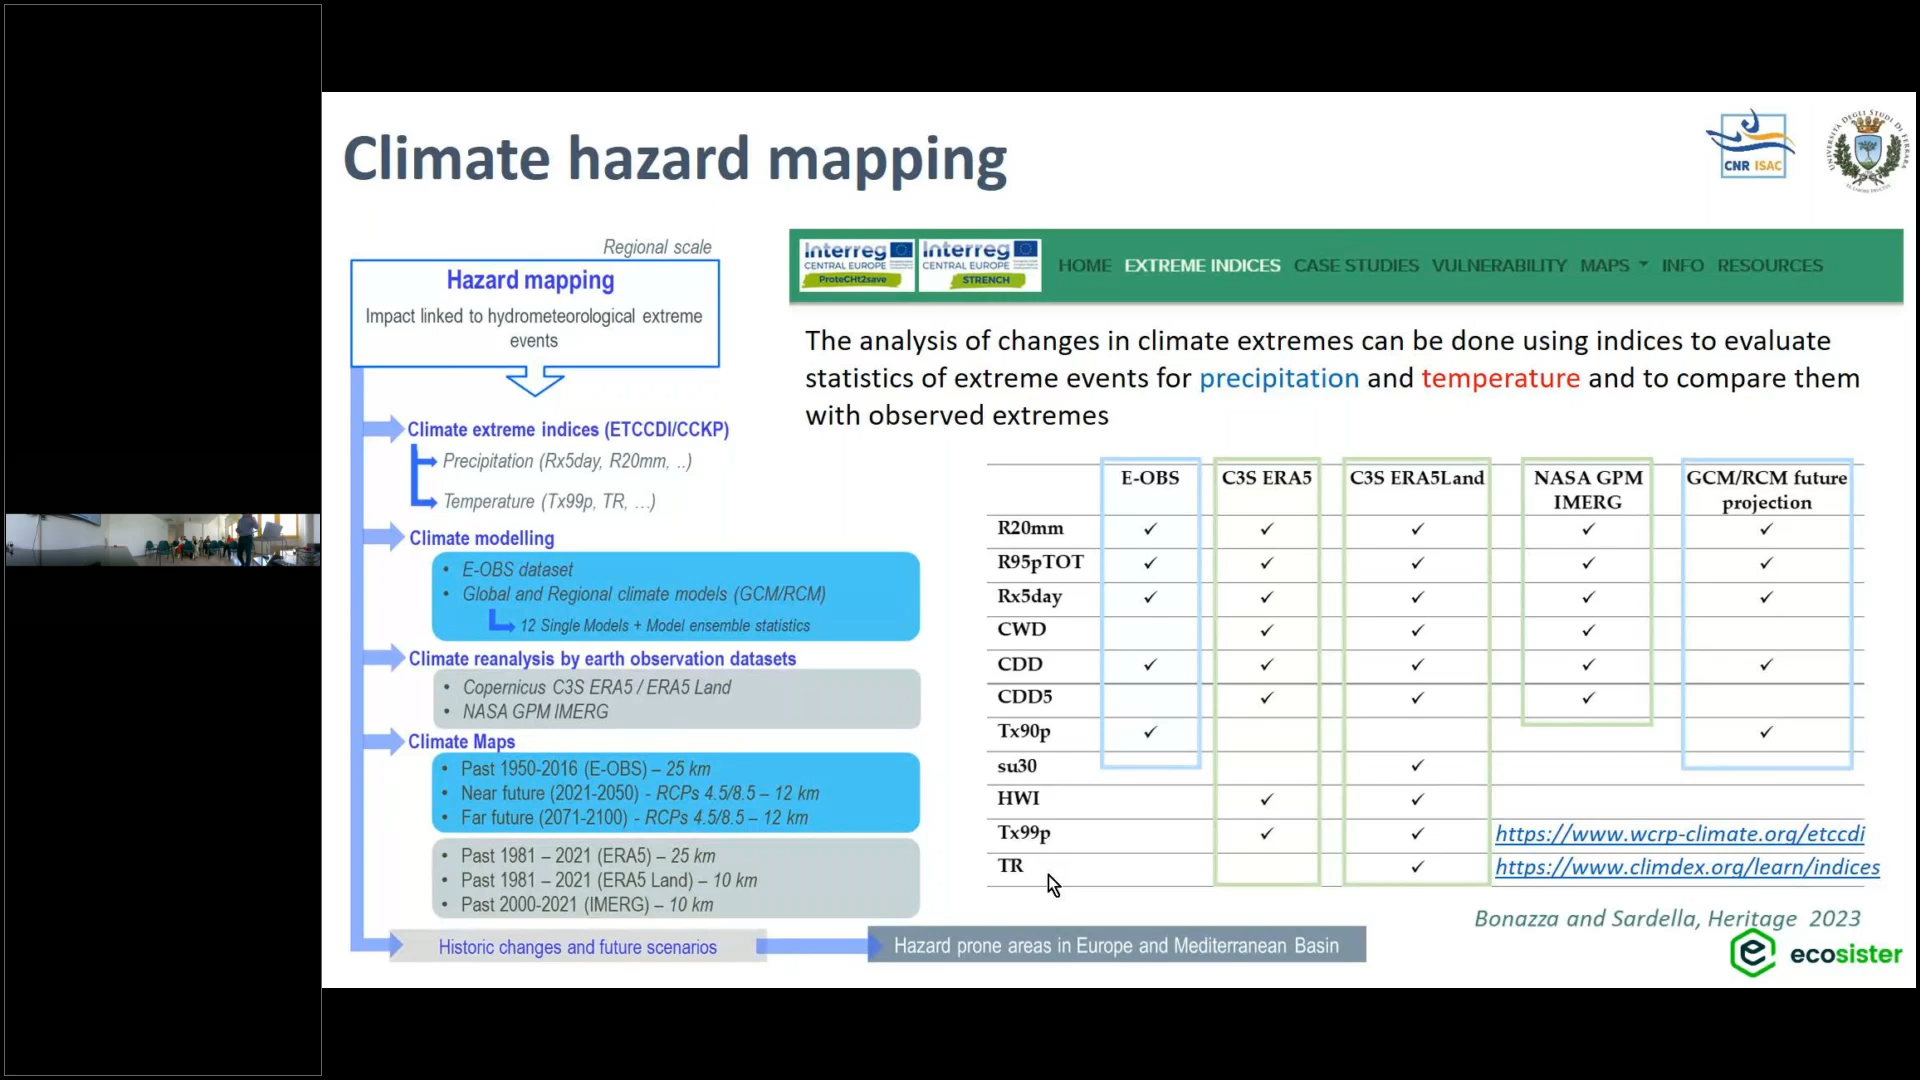 Climate hazard mapping
CNR ISAC
Regional scale
Hazard mapping
Impact linked to hydrometeorological extreme
events
Climate extreme indices (ETCCDI/CCKP)
Precipitation (Rx5day, R20mm, ..)
Temperature (Tx99p, TR, ...)
Climate modelling
• E-OBS dataset
• Global and Regional climate models (GCM/RCM)
12 Single Models + Model ensemble statistics
Climate reanalysis by earth observation datasets
• Copernicus C3S ERA5 / ERA5 Land
• NASA GPM IMERG
Climate Maps
• Past 1950-2016 (E-OBS) – 25 km
• Near future (2021-2050) - RCPs 4.5/8.5 – 12 km
• Far future (2071-2100) - RCPs 4.5/8.5 – 12 km
• Past 1981 – 2021 (ERA5) – 25 km
• Past 1981 – 2021 (ERA5 Land) – 10 km
• Past 2000-2021 (IMERG) – 10 km
Historic changes and future scenarios
Hazard prone areas in Europe and Mediterranean Basin
Interreg
CENTRAL EUROPE
ProteCHt2save
Interreg
CENTRAL EUROPE
STRENCH
HOME EXTREME INDICES CASE STUDIES VULNERABILITY MAPS INFO RESOURCES
The analysis of changes in climate extremes can be done using indices to evaluate
statistics of extreme events for precipitation and temperature and to compare them
with observed extremes
E-OBS C3S ERA5 C3S ERA5Land NASA GPM IMERG GCM/RCM future projection
R20mm ✓ ✓ ✓ ✓ ✓
R95pTOT ✓ ✓ ✓ ✓ ✓
Rx5day ✓ ✓ ✓ ✓ ✓
CWD ✓ ✓ ✓
CDD ✓ ✓ ✓ ✓ ✓
CDD5 ✓ ✓ ✓
Tx90p ✓ ✓
su30 ✓
HWI ✓ ✓
Tx99p ✓ ✓ https://www.wcrp-climate.org/etccdi
TR ✓ https://www.climdex.org/learn/indices
Bonazza and Sardella, Heritage 2023
ecosister